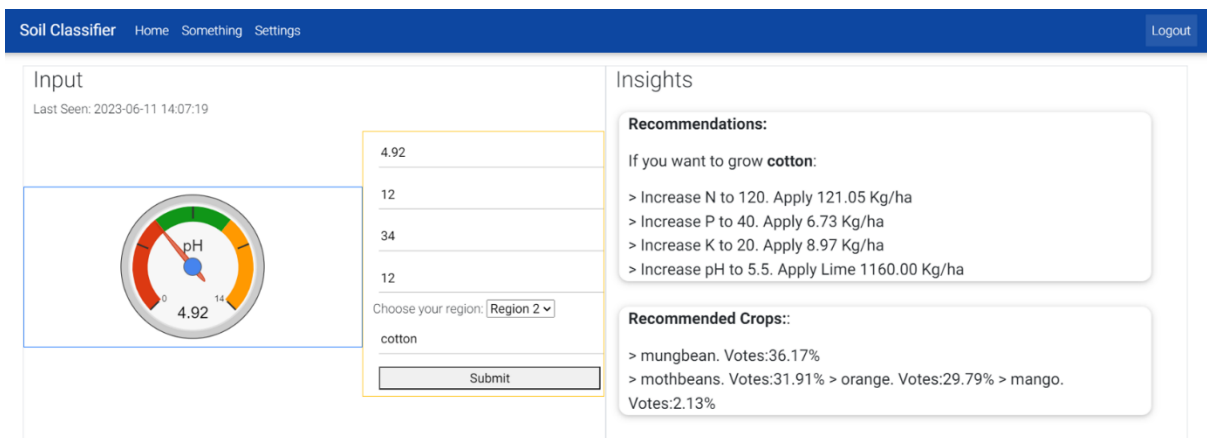 Soil Classifier Home Something Settings Logout
Input
Last Seen: 2023-06-11 14:07:19
pH
0 14
4.92
4.92
12
34
12
Choose your region: Region 2
cotton
Submit
Insights
Recommendations:
If you want to grow cotton:
> Increase N to 120. Apply 121.05 Kg/ha
> Increase P to 40. Apply 6.73 Kg/ha
> Increase K to 20. Apply 8.97 Kg/ha
> Increase pH to 5.5. Apply Lime 1160.00 Kg/ha
Recommended Crops::
> mungbean. Votes:36.17%
> mothbeans. Votes:31.91% > orange. Votes:29.79% > mango.
Votes:2.13%